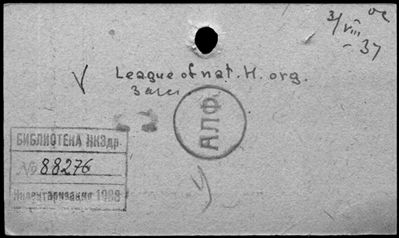 3/VIII
-37
V League of nat. H. org.
АЛФ.
БИБЛИОТЕКА НКЗдр.
№ 88276
Инвентаризация 1938